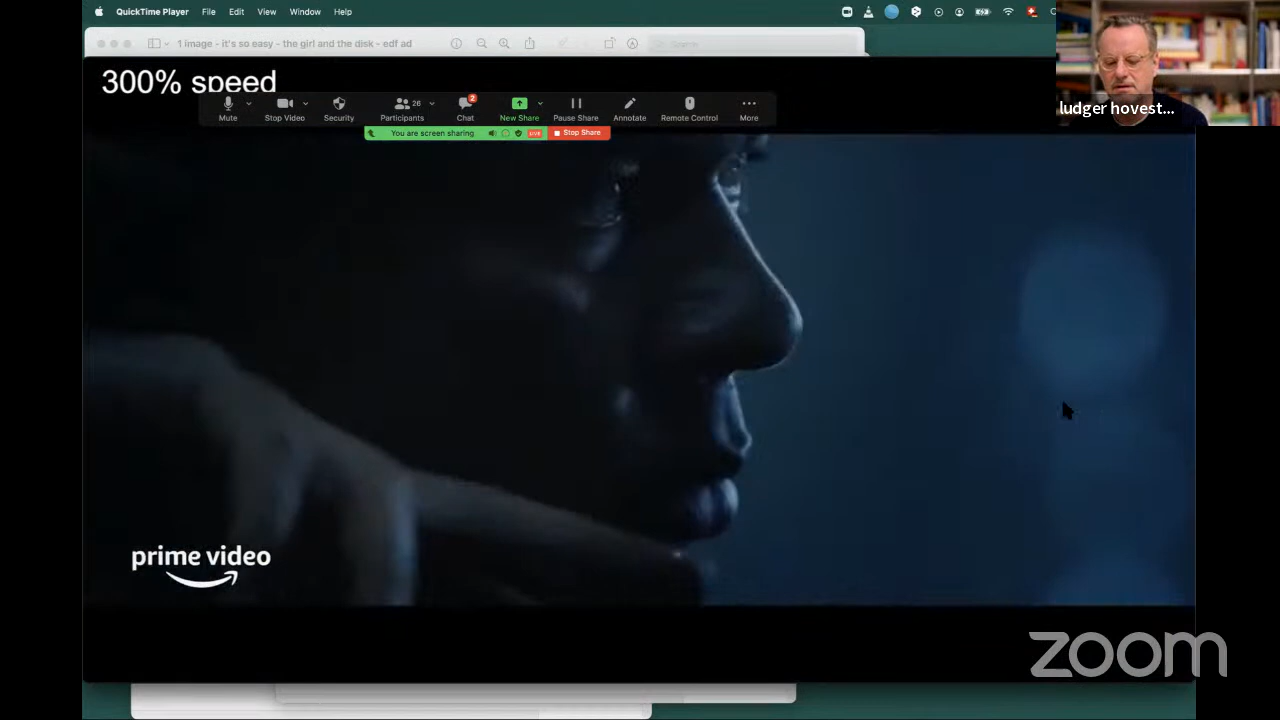 QuickTime Player File Edit View Window Help
1 image - it's so easy - the girl and the disk - edf ad
Search
300% speed
26
2
Mute Stop Video Security Participants Chat New Share Pause Share Annotate Remote Control More
You are screen sharing LIVE Stop Share
ludger hovest...
prime video
zoom